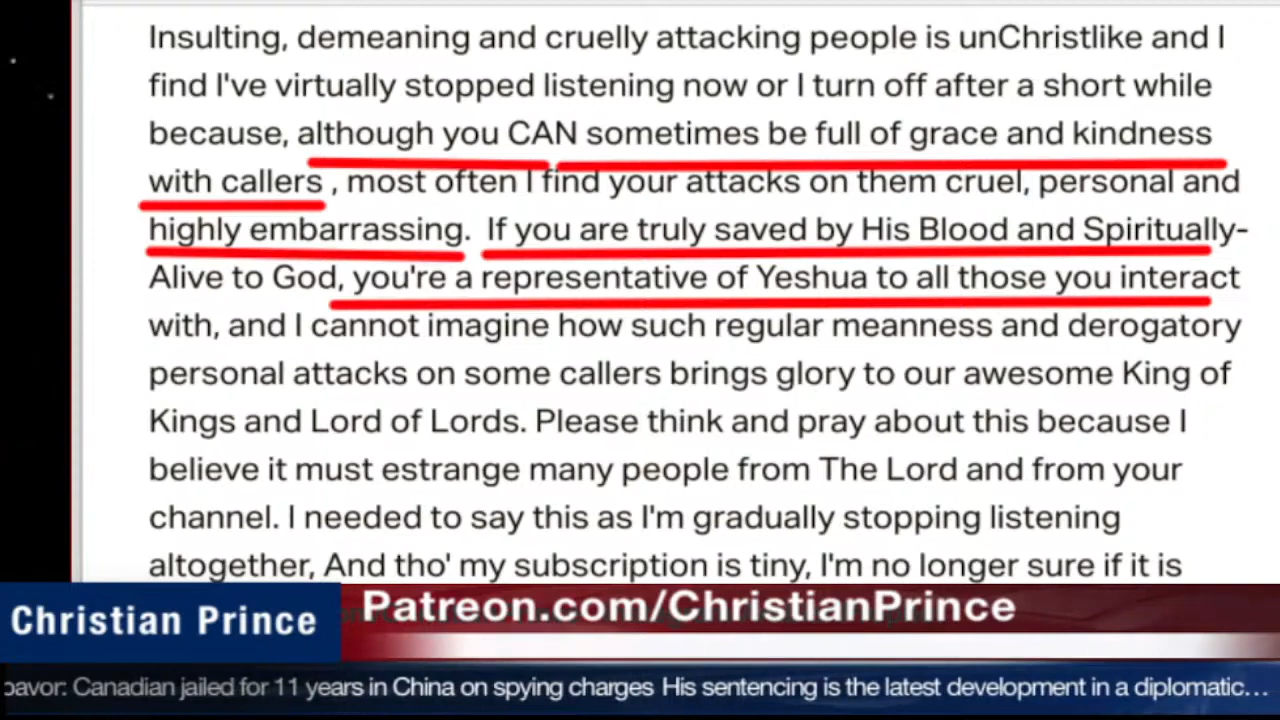 Insulting, demeaning and cruelly attacking people is unChristlike and I
find I've virtually stopped listening now or I turn off after a short while
because, although you CAN sometimes be full of grace and kindness
with callers , most often I find your attacks on them cruel, personal and
highly embarrassing. If you are truly saved by His Blood and Spiritually-
Alive to God, you're a representative of Yeshua to all those you interact
with, and I cannot imagine how such regular meanness and derogatory
personal attacks on some callers brings glory to our awesome King of
Kings and Lord of Lords. Please think and pray about this because I
believe it must estrange many people from The Lord and from your
channel. I needed to say this as I'm gradually stopping listening
altogether, And tho' my subscription is tiny, I'm no longer sure if it is
Christian Prince
Patreon.com/ChristianPrince
pavor: Canadian jailed for 11 years in China on spying charges His sentencing is the latest development in a diplomatic...